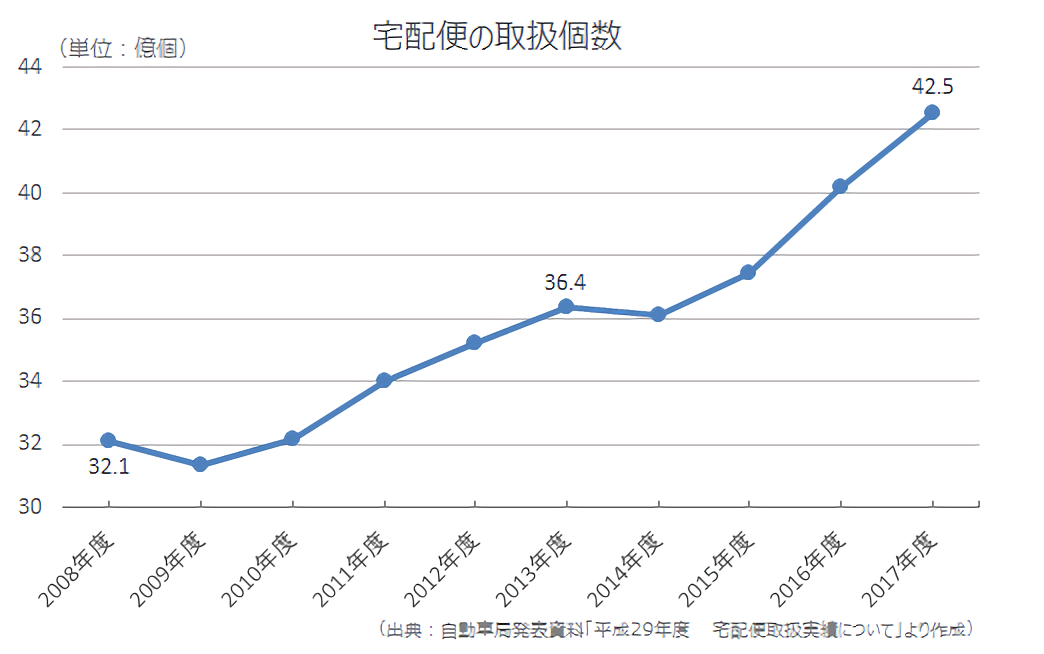 宅配便の取扱個数
（単位：億個）
44
42
40
38
36
34
32
30
42.5
36.4
32.1
2008年度
2009年度
2010年度
2011年度
2012年度
2013年度
2014年度
2015年度
2016年度
2017年度
（出典：自動車局発表資料「平成29年度　宅配便取扱実績について」より作成）